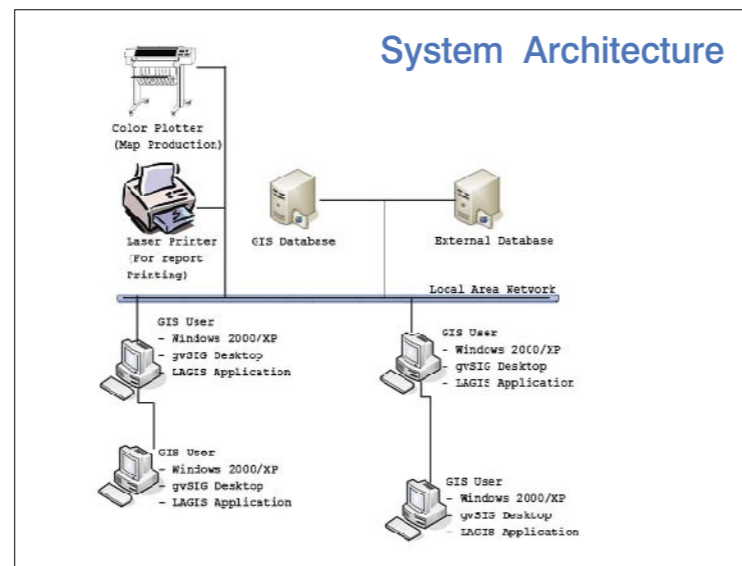 System Architecture
Color Plotter
(Map Production)
Laser Printer
(For report
Printing)
GIS Database
External Database
Local Area Network
GIS User
- Windows 2000/XP
- gvSIG Desktop
- LAGIS Application
GIS User
- Windows 2000/XP
- gvSIG Desktop
- LAGIS Application
GIS User
- Windows 2000/XP
- gvSIG Desktop
- LAGIS Application
GIS User
- Windows 2000/XP
- gvSIG Desktop
- LAGIS Application